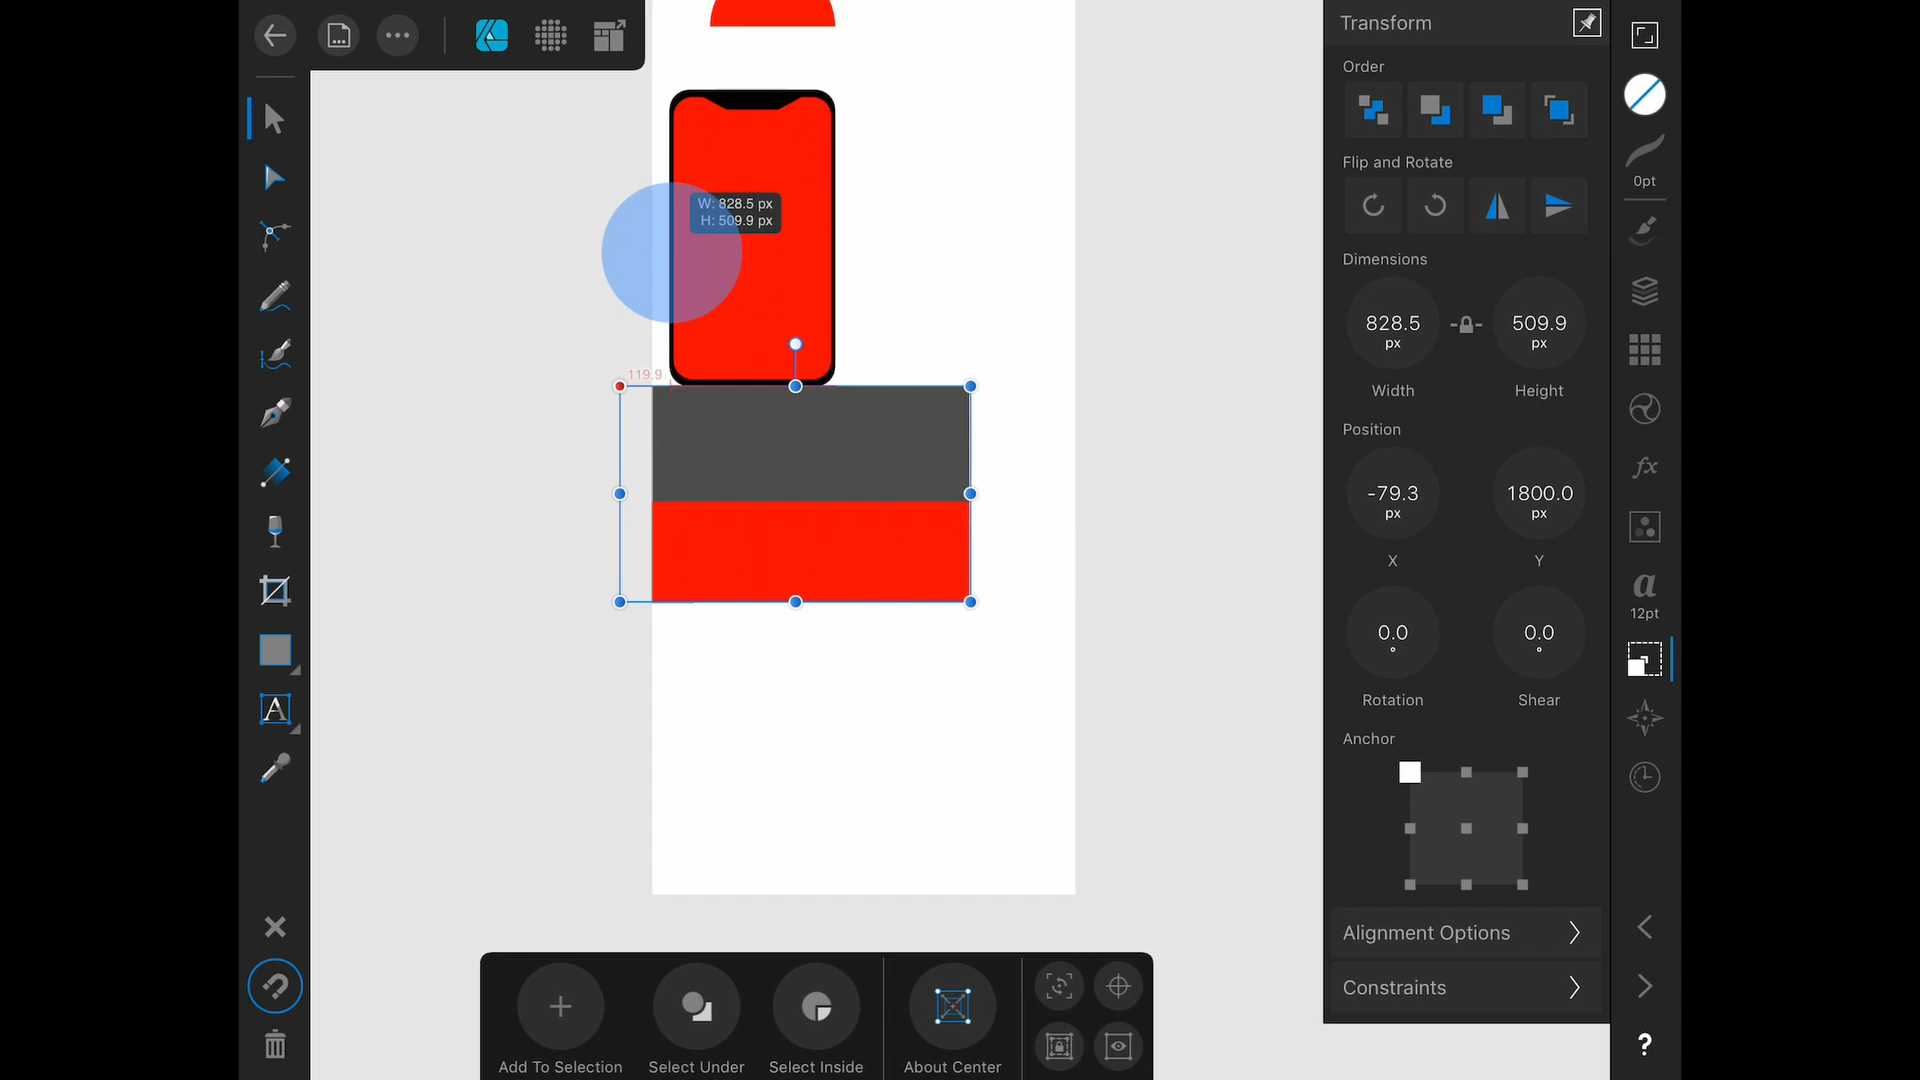 Transform
Order
0pt
Flip and Rotate
W: 828.5 px
H: 509.9 px
Dimensions
828.5
px
509.9
px
119.9
Width
Height
Position
-79.3
px
1800.0
px
X
Y
fx
a
12pt
0.0
°
0.0
°
Rotation
Shear
A
Anchor
Alignment Options
Constraints
Add To Selection
Select Under
Select Inside
About Center
?